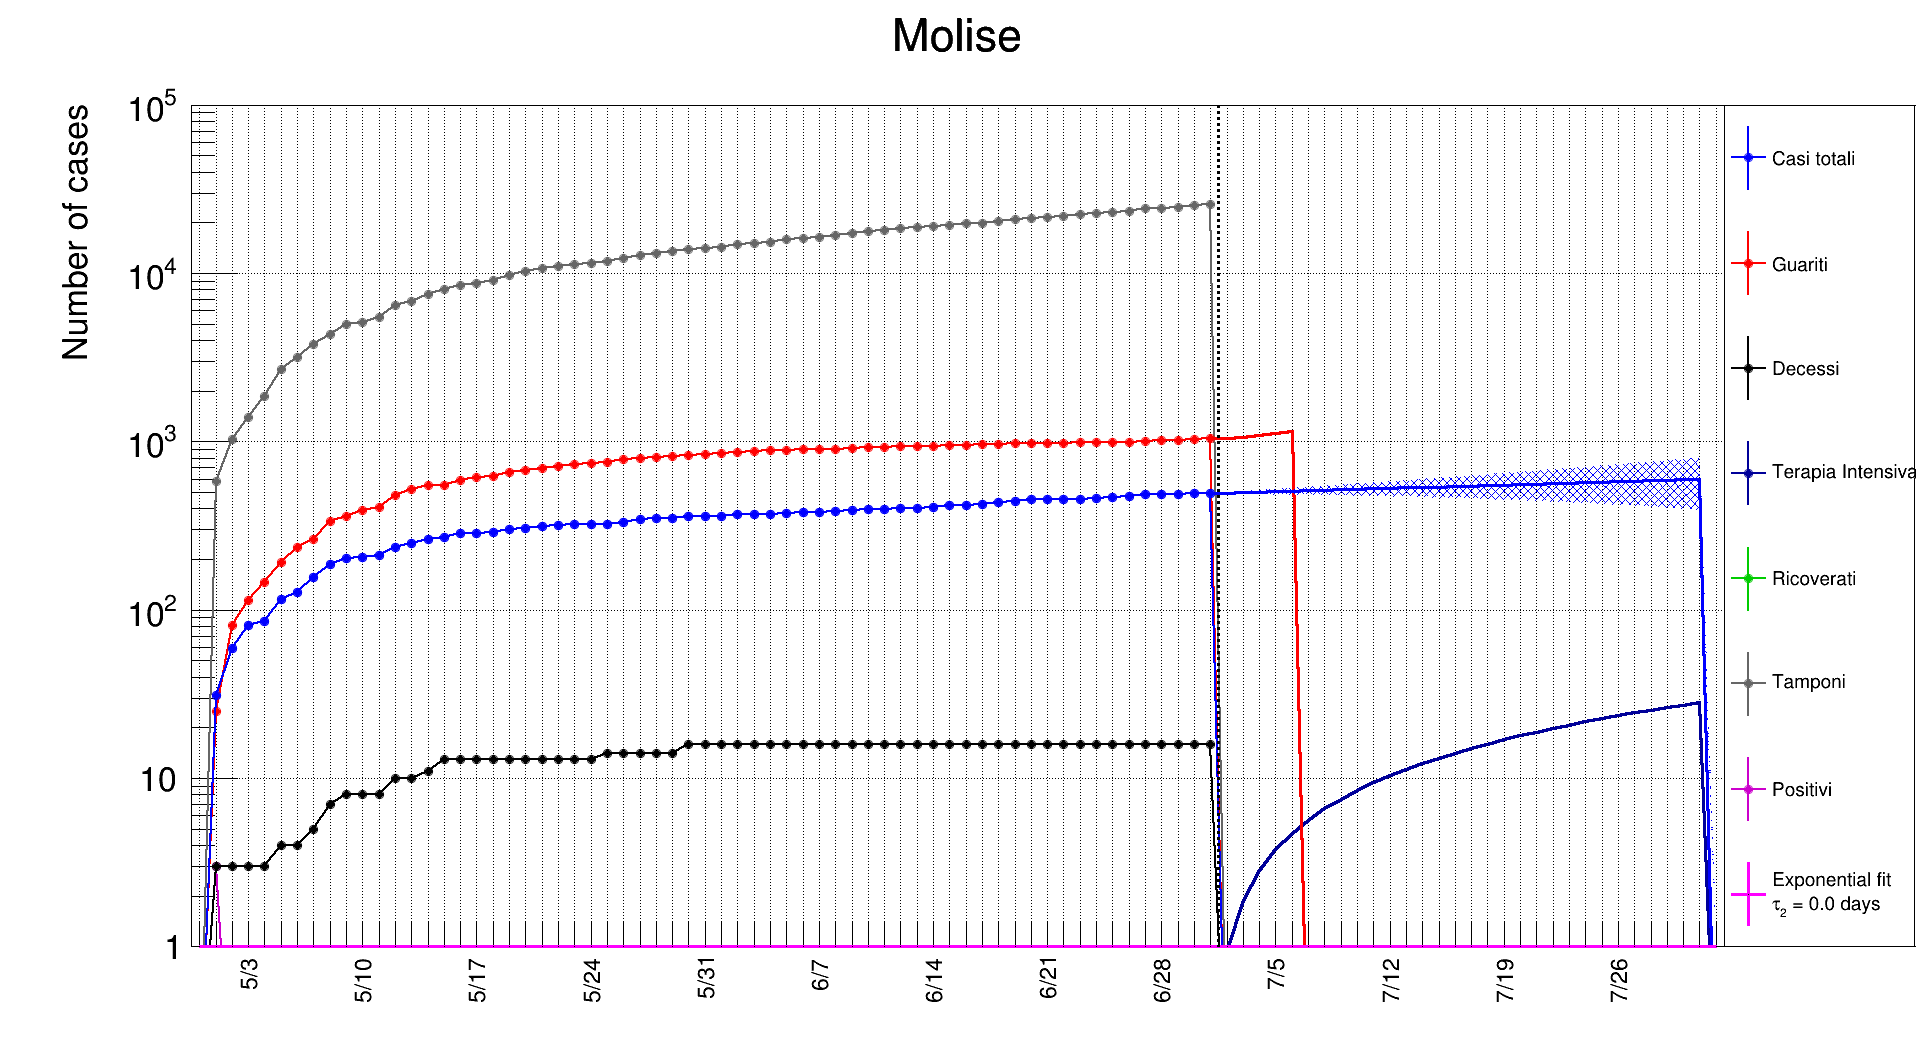 Molise
Number of cases
10^5
10^4
10^3
10^2
10
1
5/3
5/10
5/17
5/24
5/31
6/7
6/14
6/21
6/28
7/5
7/12
7/19
7/26
Casi totali
Guariti
Decessi
Terapia Intensiva
Ricoverati
Tamponi
Positivi
Exponential fit
τ₂ = 0.0 days